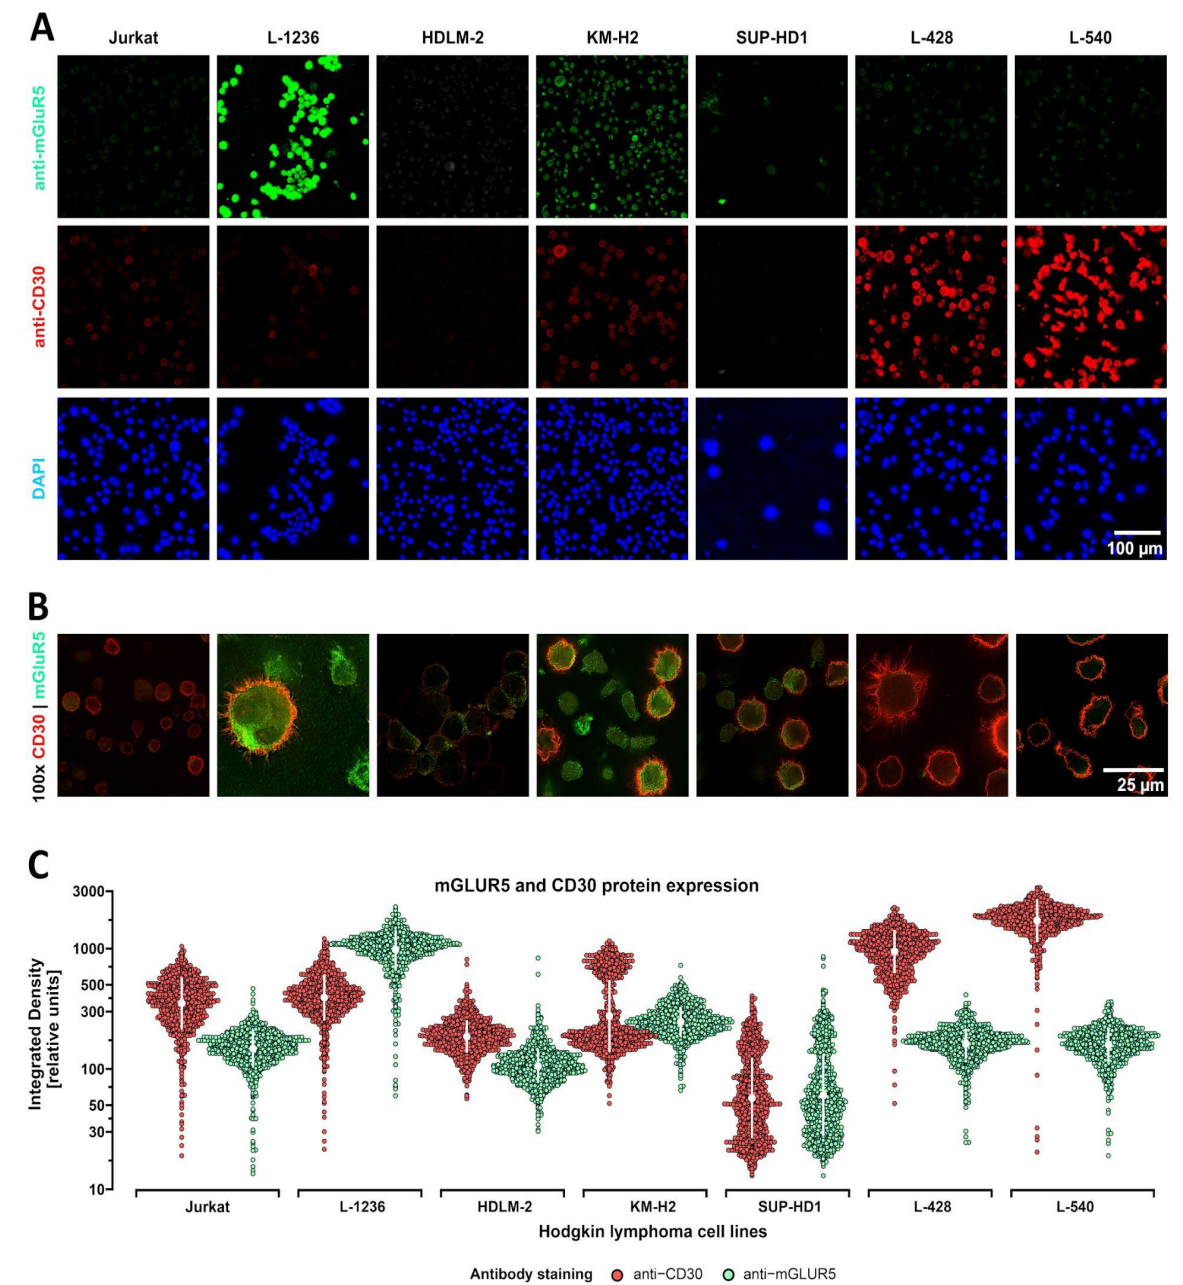 A
Jurkat L-1236 HDLM-2 KM-H2 SUP-HD1 L-428 L-540
anti-mGluR5
anti-CD30
DAPI
100 µm
B
100x CD30 | mGluR5
25 µm
C
mGLUR5 and CD30 protein expression
Integrated Density
[relative units]
3000
1000
500
300
100
50
30
10
Jurkat L-1236 HDLM-2 KM-H2 SUP-HD1 L-428 L-540
Hodgkin lymphoma cell lines
Antibody staining anti−CD30 anti−mGLUR5